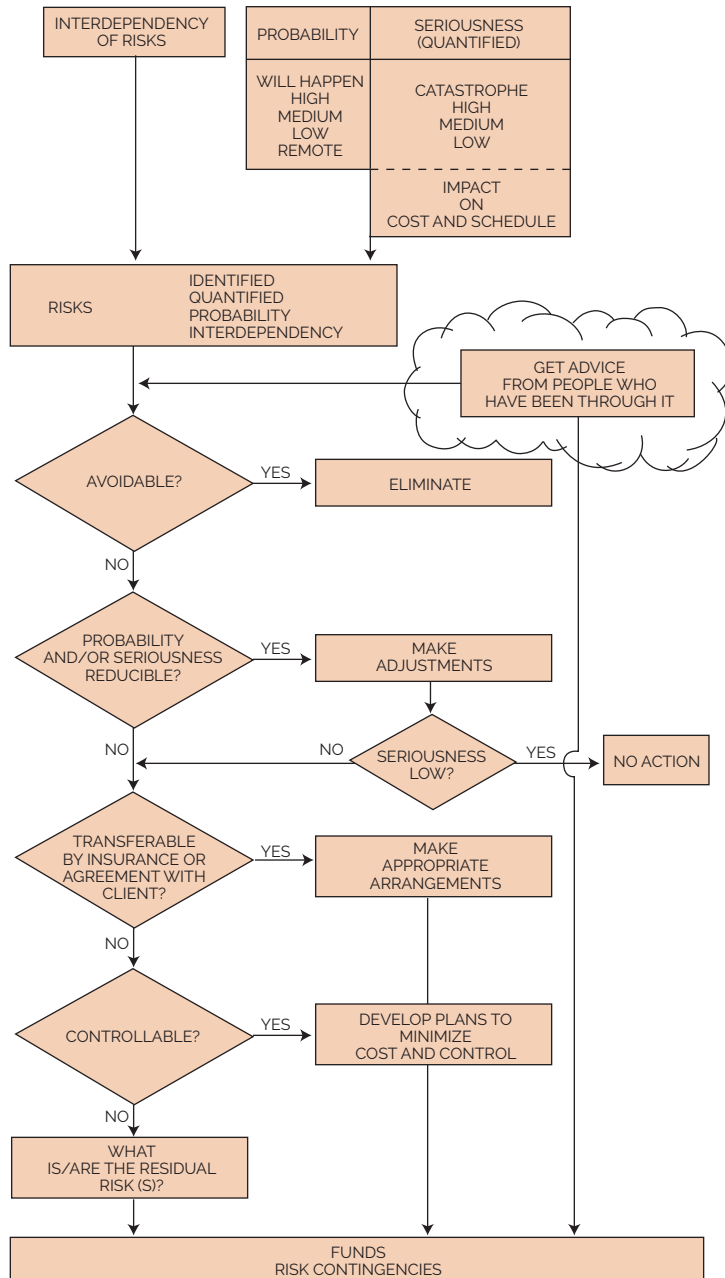 INTERDEPENDENCY
OF RISKS
PROBABILITY
SERIOUSNESS
(QUANTIFIED)
WILL HAPPEN
HIGH
MEDIUM
LOW
REMOTE
CATASTROPHE
HIGH
MEDIUM
LOW
IMPACT
ON
COST AND SCHEDULE
RISKS
IDENTIFIED
QUANTIFIED
PROBABILITY
INTERDEPENDENCY
GET ADVICE
FROM PEOPLE WHO
HAVE BEEN THROUGH IT
AVOIDABLE?
YES
ELIMINATE
NO
PROBABILITY
AND/OR SERIOUSNESS
REDUCIBLE?
YES
MAKE
ADJUSTMENTS
NO
NO
SERIOUSNESS
LOW?
YES
NO ACTION
TRANSFERABLE
BY INSURANCE OR
AGREEMENT WITH
CLIENT?
YES
MAKE
APPROPRIATE
ARRANGEMENTS
NO
CONTROLLABLE?
YES
DEVELOP PLANS TO
MINIMIZE
COST AND CONTROL
NO
WHAT
IS/ARE THE RESIDUAL
RISK (S)?
FUNDS
RISK CONTINGENCIES